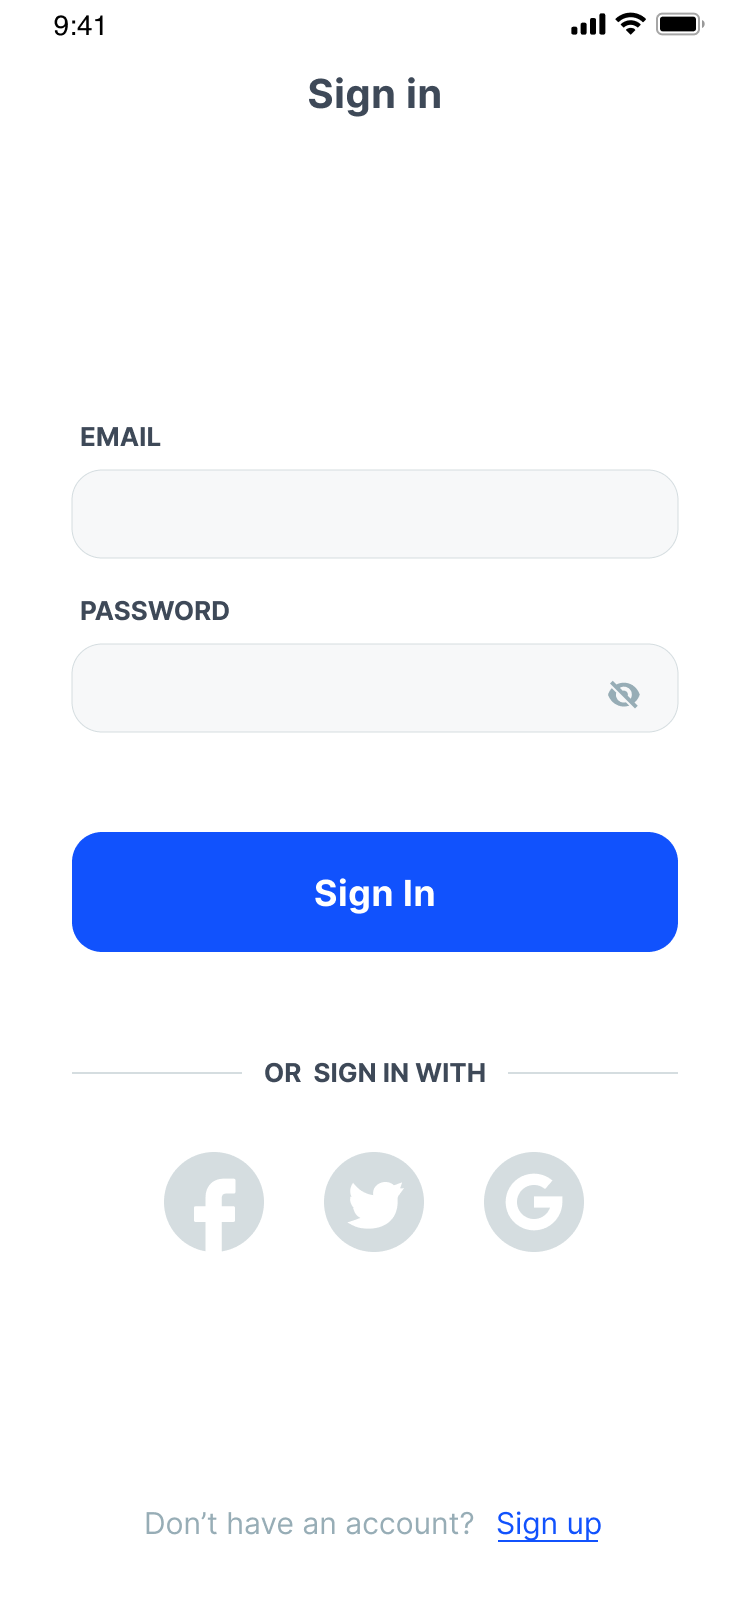 9:41
Sign in
EMAIL
PASSWORD
Sign In
OR  SIGN IN WITH
Don’t have an account?  Sign up